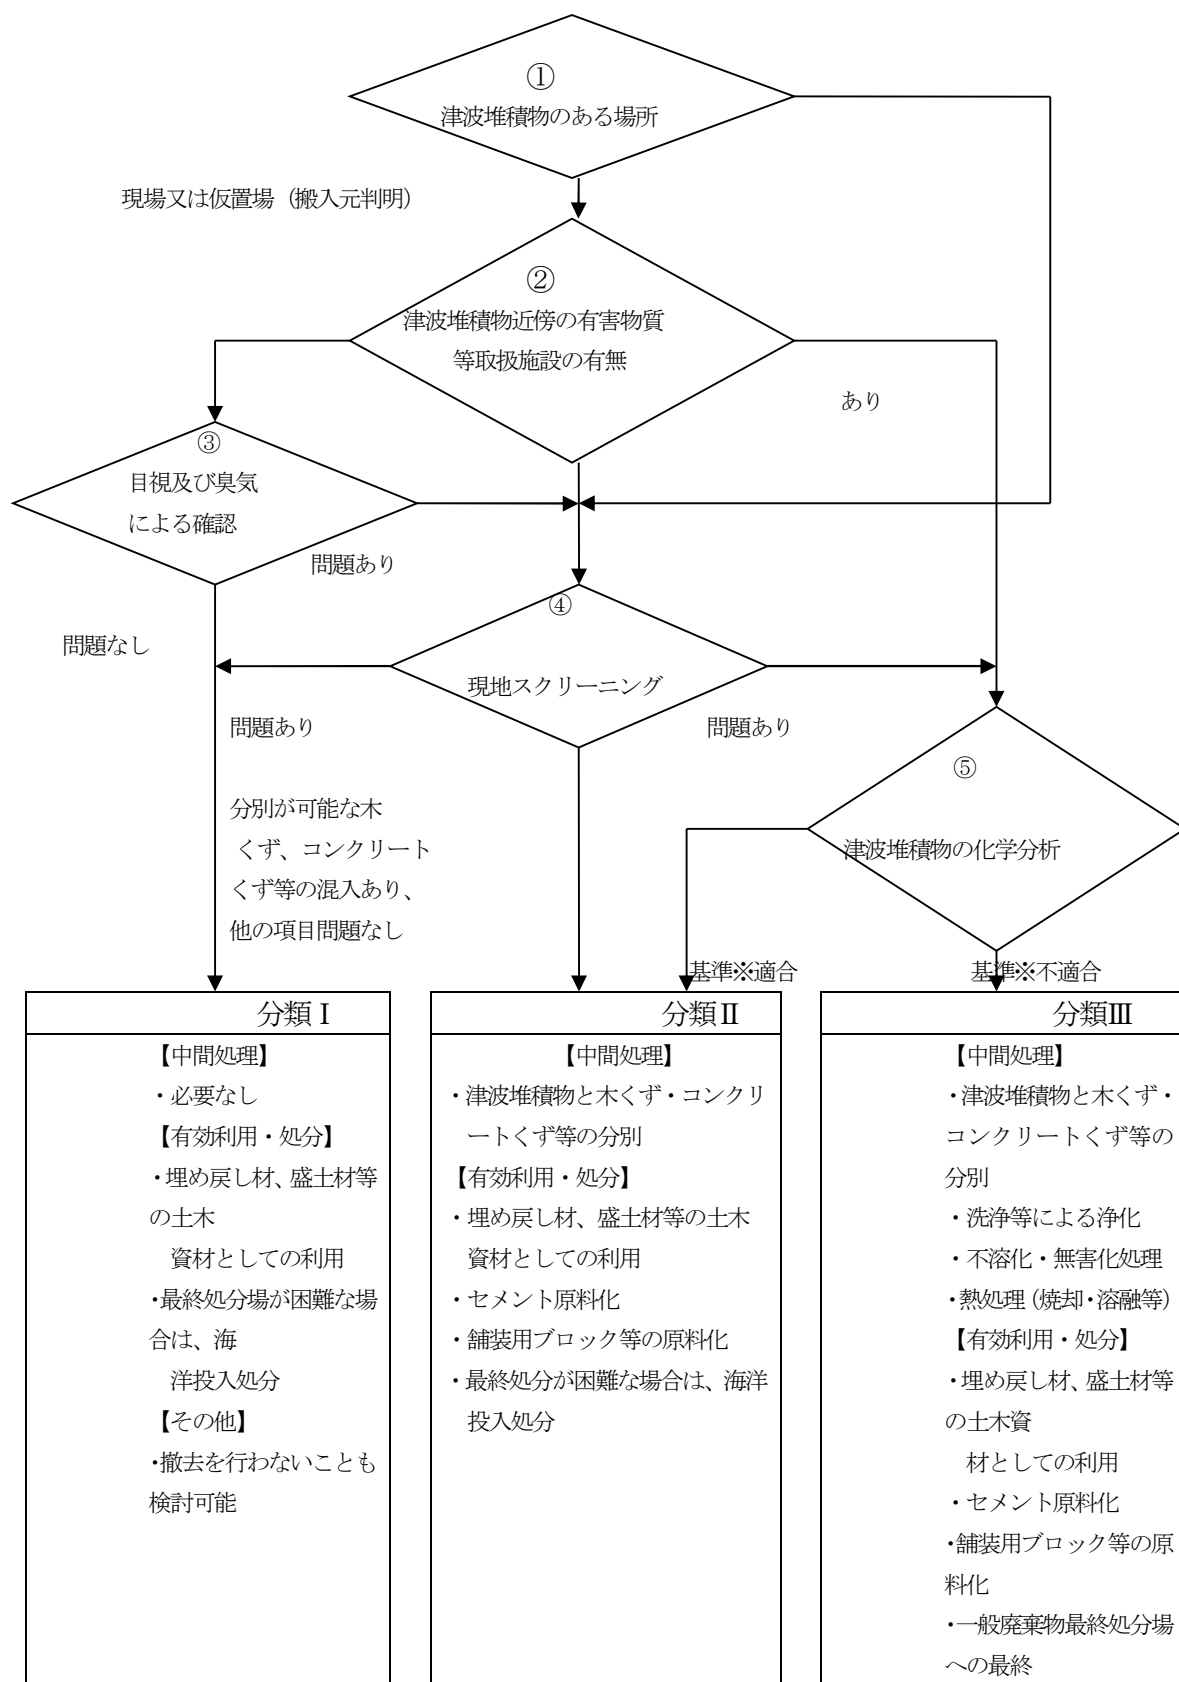 ①
津波堆積物のある場所
現場又は仮置場（搬入元判明）
②
津波堆積物近傍の有害物質
等取扱施設の有無
あり
③
目視及び臭気
による確認
問題あり
問題なし
④
現地スクリーニング
問題あり
問題あり
分別が可能な木
くず、コンクリート
くず等の混入あり、
他の項目問題なし
⑤
津波堆積物の化学分析
基準※適合
基準※不適合
分類Ⅰ
【中間処理】
・必要なし
【有効利用・処分】
・埋め戻し材、盛土材等
の土木
資材としての利用
・最終処分場が困難な場
合は、海
洋投入処分
【その他】
・撤去を行わないことも
検討可能
分類Ⅱ
【中間処理】
・津波堆積物と木くず・コンクリ
ートくず等の分別
【有効利用・処分】
・埋め戻し材、盛土材等の土木
資材としての利用
・セメント原料化
・舗装用ブロック等の原料化
・最終処分が困難な場合は、海洋
投入処分
分類Ⅲ
【中間処理】
・津波堆積物と木くず・
コンクリートくず等の
分別
・洗浄等による浄化
・不溶化・無害化処理
・熱処理（焼却・溶融等）
【有効利用・処分】
・埋め戻し材、盛土材等
の土木資
材としての利用
・セメント原料化
・舗装用ブロック等の原
料化
・一般廃棄物最終処分場
への最終